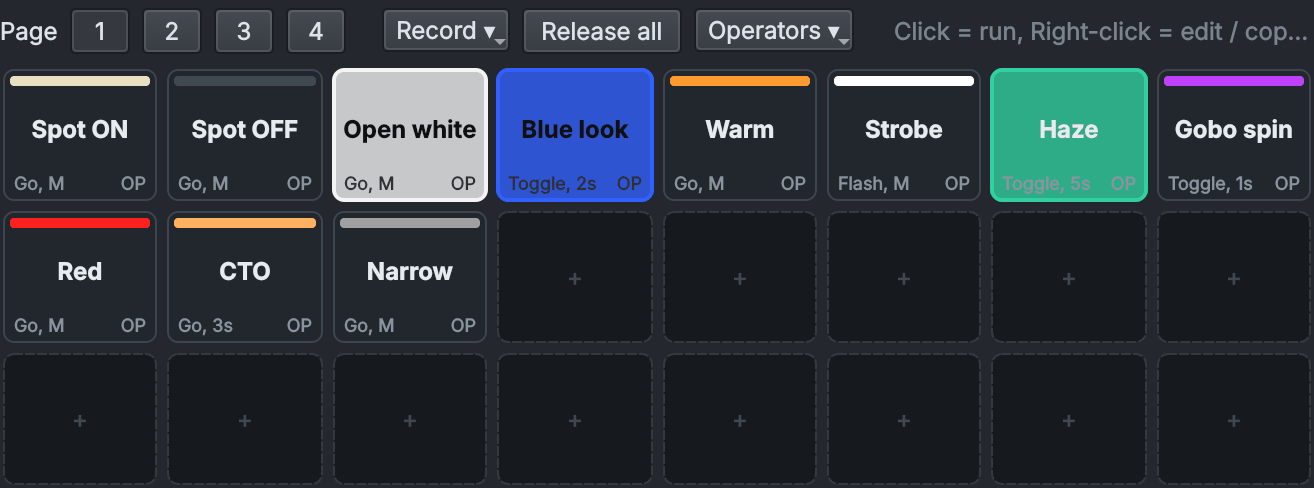 Page 1 2 3 4 Record ▾ Release all Operators ▾ Click = run, Right-click = edit / cop...
Spot ON Spot OFF Open white Blue look Warm Strobe Haze Gobo spin
Go, M OP Go, M OP Go, M OP Toggle, 2s OP Go, M OP Flash, M OP Toggle, 5s OP Toggle, 1s OP
Red CTO Narrow + + + + +
Go, M OP Go, 3s OP Go, M OP
+ + + + + + + +